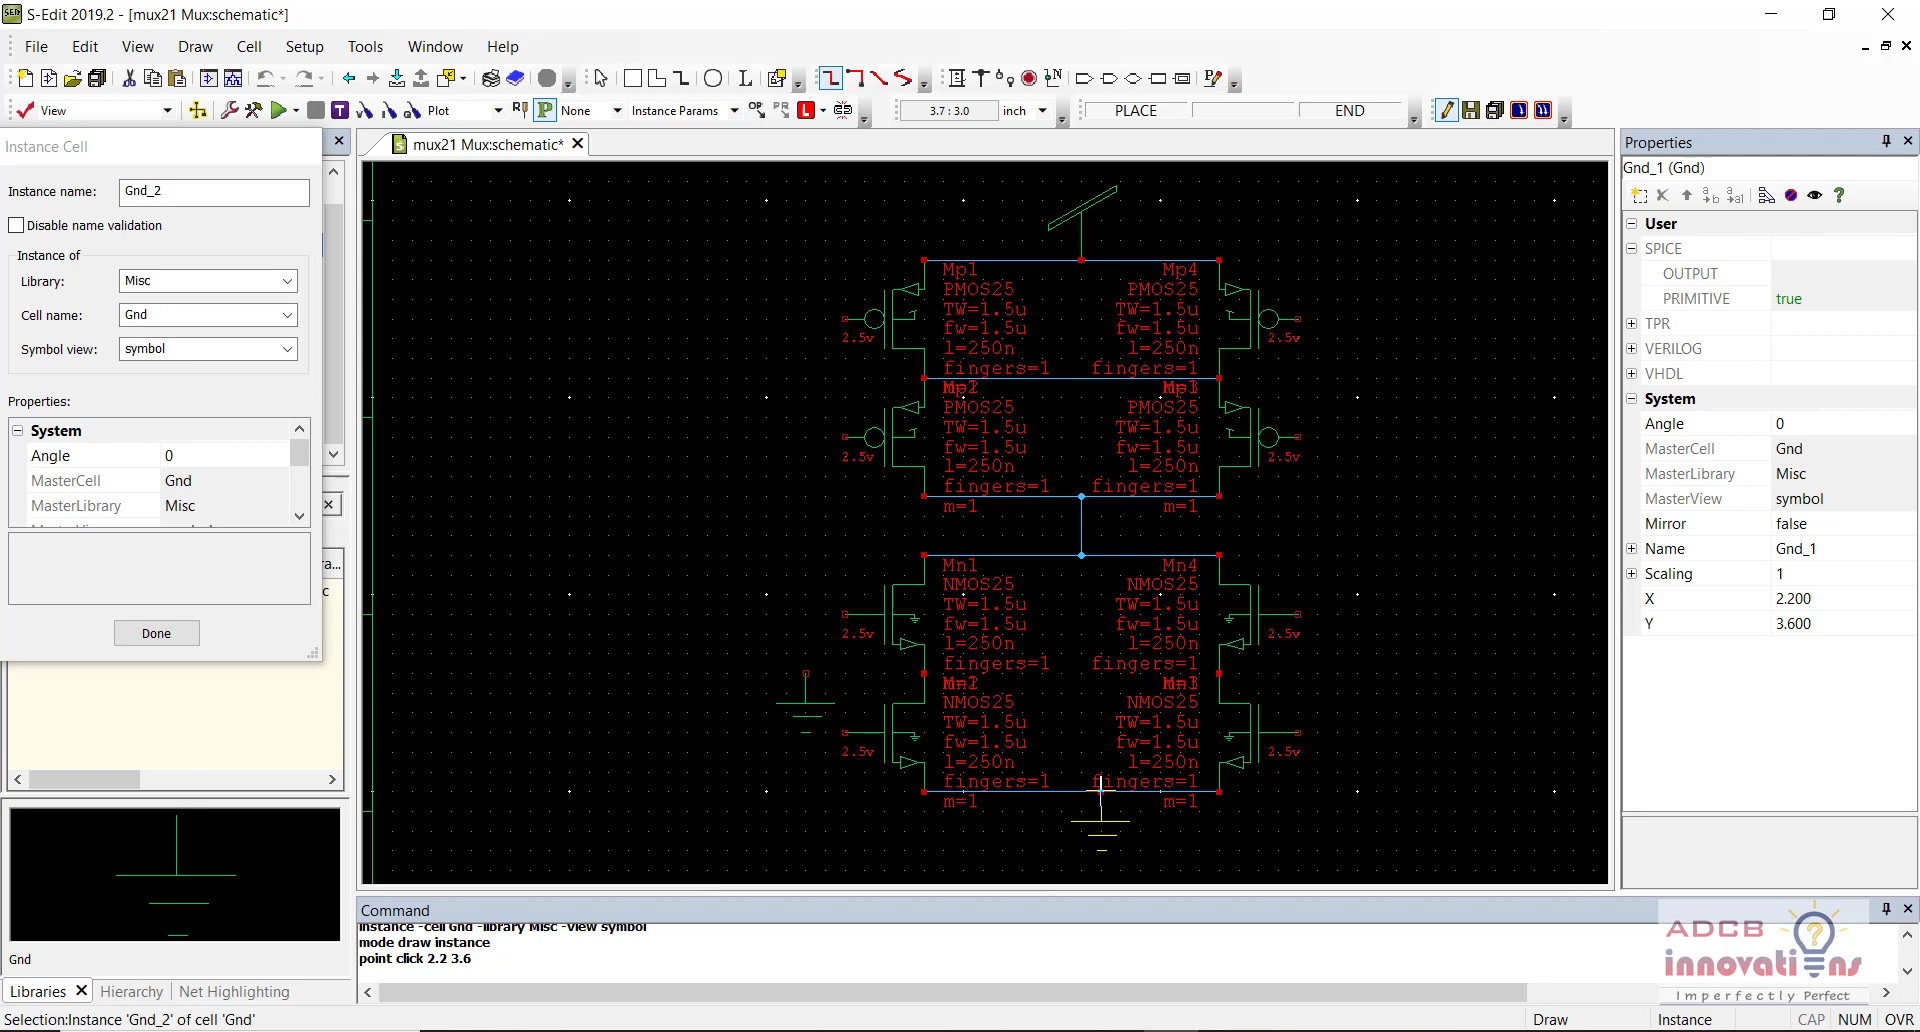 S-Edit 2019.2 - [mux21 Mux:schematic*]
File Edit View Draw Cell Setup Tools Window Help
View Plot None Instance Params 3.7 : 3.0 inch PLACE END
Instance Cell
Instance name: Gnd_2
Disable name validation
Instance of
Library: Misc
Cell name: Gnd
Symbol view: symbol
Properties:
System
Angle 0
MasterCell Gnd
MasterLibrary Misc
Done
Gnd
Libraries Hierarchy Net Highlighting
mux21 Mux:schematic*
Mp1 Mp4
PMOS25 PMOS25
TW=1.5u TW=1.5u
fw=1.5u fw=1.5u
2.5v 2.5v
l=250n l=250n
fingers=1 fingers=1
Mp2 Mp3
PMOS25 PMOS25
TW=1.5u TW=1.5u
fw=1.5u fw=1.5u
2.5v 2.5v
l=250n l=250n
fingers=1 fingers=1
m=1 m=1
Mn1 Mn4
NMOS25 NMOS25
TW=1.5u TW=1.5u
fw=1.5u fw=1.5u
2.5v 2.5v
l=250n l=250n
fingers=1 fingers=1
Mn2 Mn3
NMOS25 NMOS25
TW=1.5u TW=1.5u
fw=1.5u fw=1.5u
2.5v 2.5v
l=250n l=250n
fingers=1 fingers=1
m=1 m=1
Command
instance -cell Gnd -library Misc -view symbol
mode draw instance
point click 2.2 3.6
Properties
Gnd_1 (Gnd)
User
SPICE
OUTPUT
PRIMITIVE true
TPR
VERILOG
VHDL
System
Angle 0
MasterCell Gnd
MasterLibrary Misc
MasterView symbol
Mirror false
Name Gnd_1
Scaling 1
X 2.200
Y 3.600
ADCB
innovations
Imperfectly Perfect
Selection:Instance 'Gnd_2' of cell 'Gnd' Draw Instance CAP NUM OVR